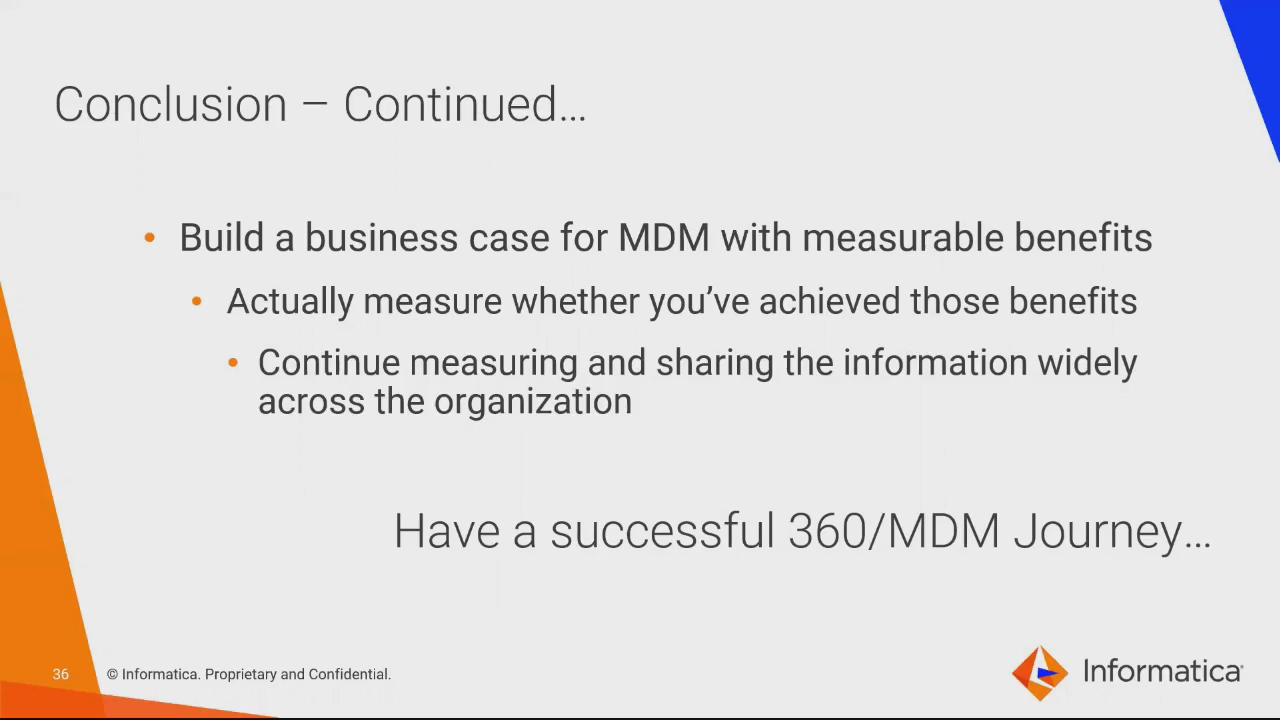 Conclusion – Continued...
• Build a business case for MDM with measurable benefits
• Actually measure whether you've achieved those benefits
• Continue measuring and sharing the information widely
across the organization
Have a successful 360/MDM Journey...
36
© Informatica. Proprietary and Confidential.
Informatica